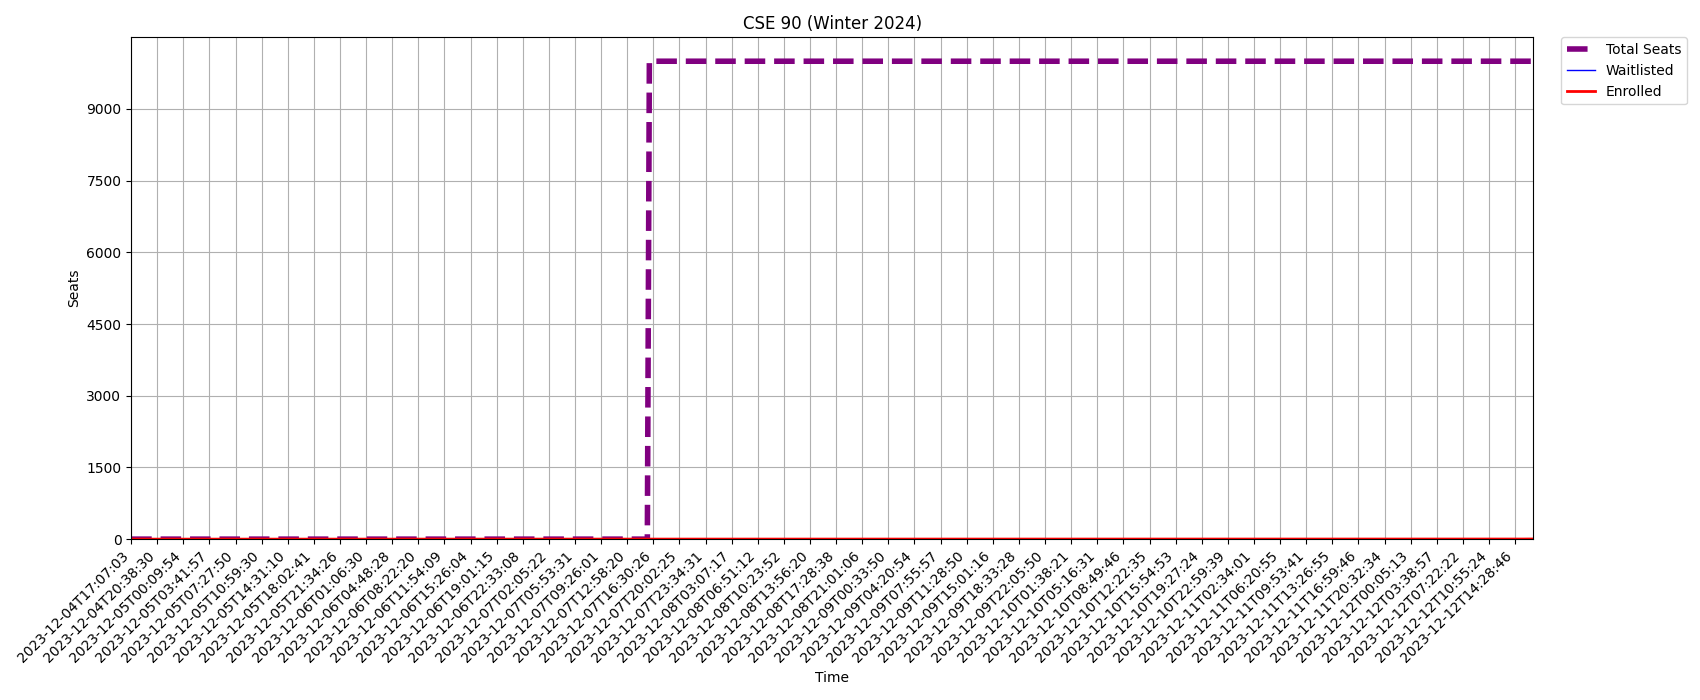 CSE 90 (Winter 2024)
Total Seats
Waitlisted
Enrolled
Seats
9000
7500
6000
4500
3000
1500
0
2023-12-04T17:07:03
2023-12-04T20:38:30
2023-12-05T00:09:54
2023-12-05T03:41:57
2023-12-05T07:27:50
2023-12-05T10:59:30
2023-12-05T14:31:10
2023-12-05T18:02:41
2023-12-05T21:34:26
2023-12-06T01:06:30
2023-12-06T04:48:28
2023-12-06T08:22:20
2023-12-06T11:54:09
2023-12-06T15:26:04
2023-12-06T19:01:15
2023-12-06T22:33:08
2023-12-07T02:05:22
2023-12-07T05:53:31
2023-12-07T09:26:01
2023-12-07T12:58:20
2023-12-07T16:30:26
2023-12-07T20:02:25
2023-12-07T23:34:31
2023-12-08T03:07:17
2023-12-08T06:51:12
2023-12-08T10:23:52
2023-12-08T13:56:20
2023-12-08T17:28:38
2023-12-08T21:01:06
2023-12-09T00:33:50
2023-12-09T04:20:54
2023-12-09T07:55:57
2023-12-09T11:28:50
2023-12-09T15:01:16
2023-12-09T18:33:28
2023-12-09T22:05:50
2023-12-10T01:38:21
2023-12-10T05:16:31
2023-12-10T08:49:46
2023-12-10T12:22:35
2023-12-10T15:54:53
2023-12-10T19:27:24
2023-12-10T22:59:39
2023-12-11T02:34:01
2023-12-11T06:20:55
2023-12-11T09:53:41
2023-12-11T13:26:55
2023-12-11T16:59:46
2023-12-11T20:32:34
2023-12-12T00:05:13
2023-12-12T03:38:57
2023-12-12T07:22:22
2023-12-12T10:55:24
2023-12-12T14:28:46
Time